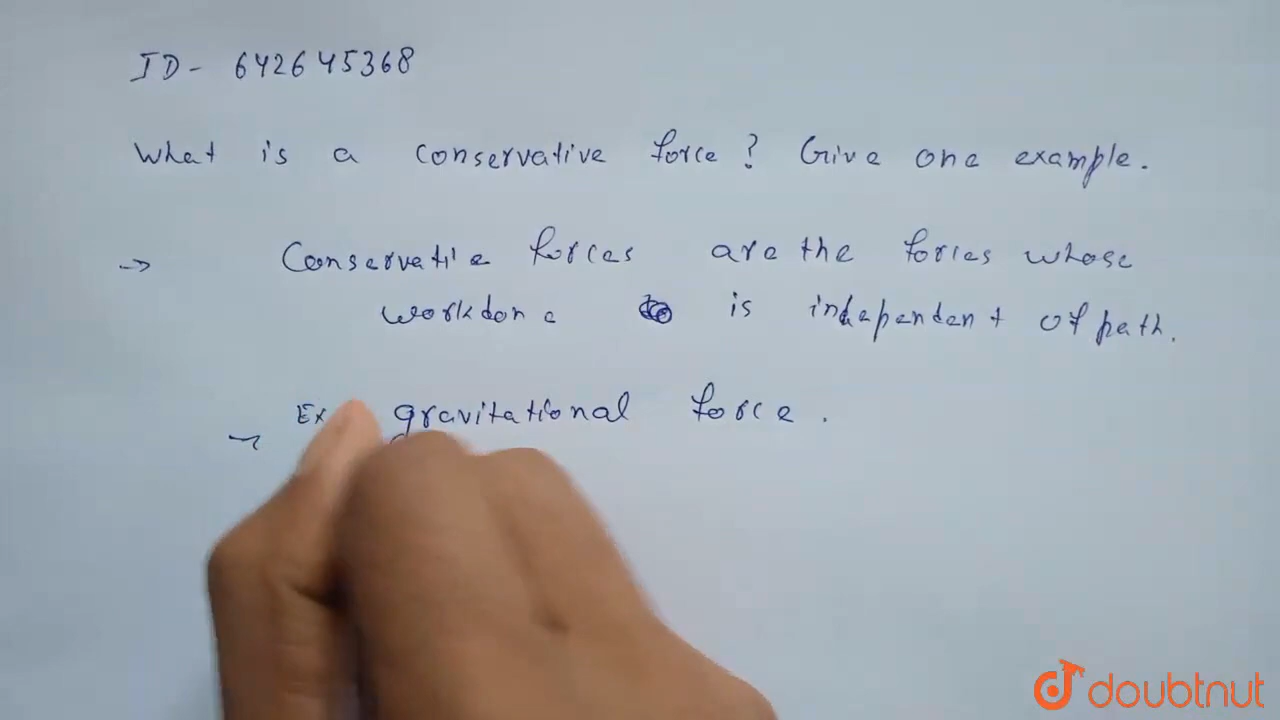 ID- 642645368
What is a conservative force? Give one example.
→ Conservatie forces are the forces whose
workdone is independent of path.
Ex gravitational force.
doubtnut